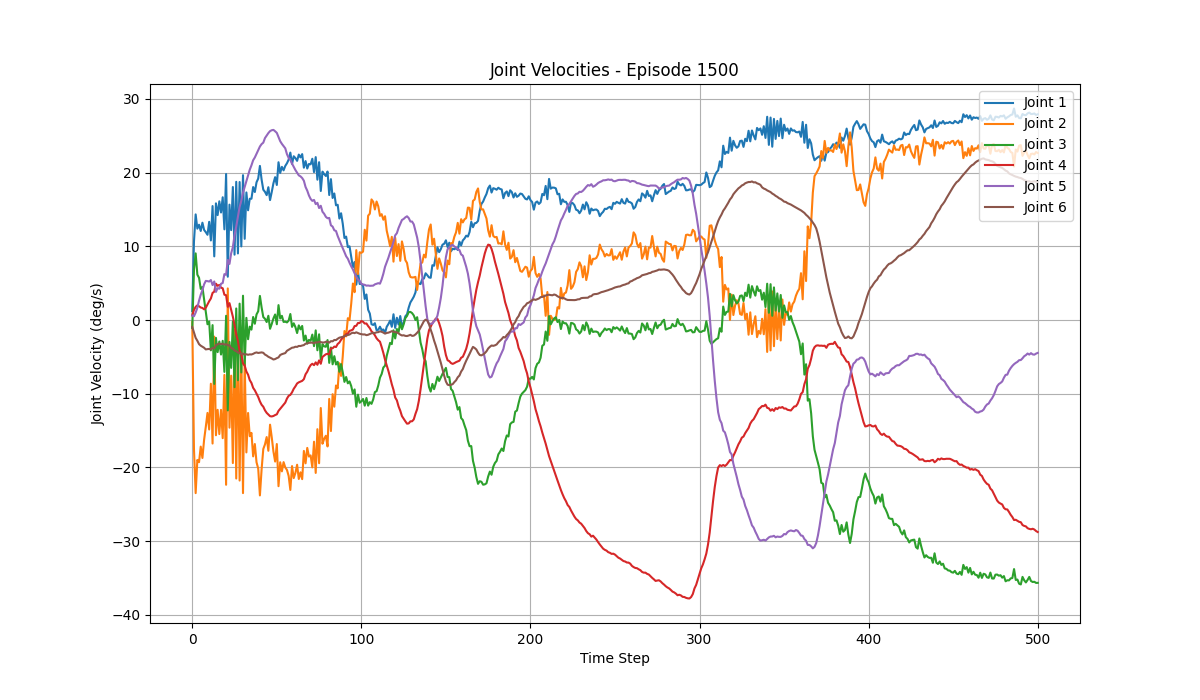 Joint Velocities - Episode 1500
Joint Velocity (deg/s)
30
20
10
0
−10
−20
−30
−40
Joint 1
Joint 2
Joint 3
Joint 4
Joint 5
Joint 6
0
100
200
300
400
500
Time Step